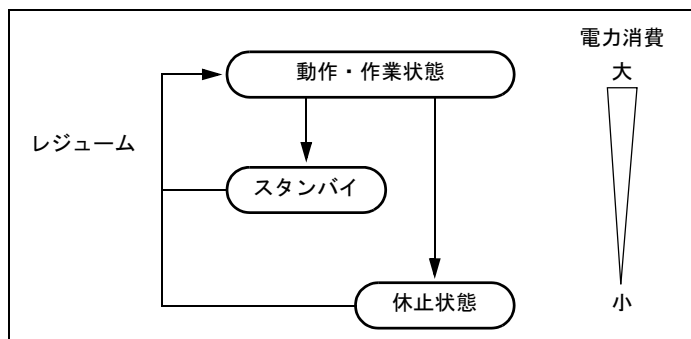 電力消費
動作・作業状態
大
レジューム
スタンバイ
休止状態
小